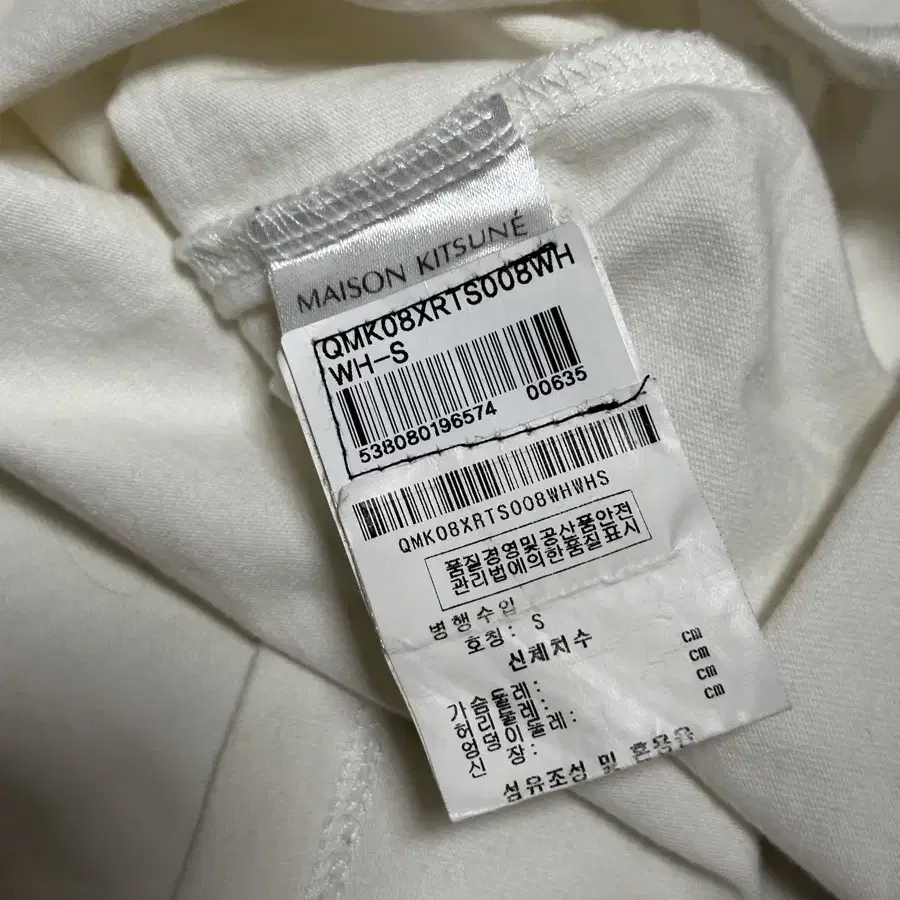 MAISON KITSUNÉ
QMK08XRTS008WH
WH-S
538080196574 00635
QMK08XRTS008WHWHS
품질경영및공산품안전
관리법에의한품질표시
병행수입
호칭: S
신체처수
가슴둘레: cm
허리둘레: cm
엉덩이둘레: cm
신 장: cm
섬유조성 및 혼용율